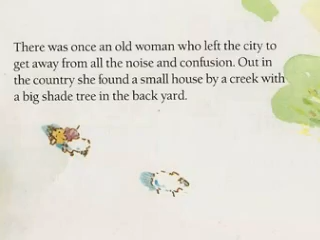 There was once an old woman who left the city to
get away from all the noise and confusion. Out in
the country she found a small house by a creek with
a big shade tree in the back yard.